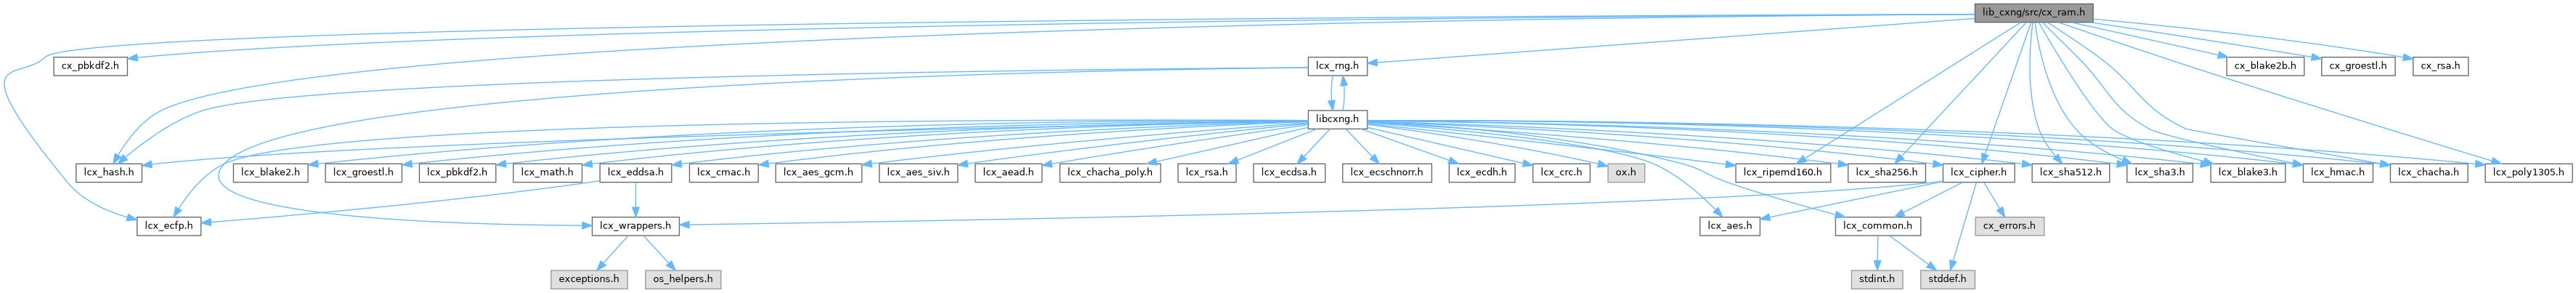 lib_cxng/src/cx_ram.h
cx_pbkdf2.h
lcx_rng.h
cx_blake2b.h
cx_groestl.h
cx_rsa.h
libcxng.h
lcx_hash.h
lcx_blake2.h
lcx_groestl.h
lcx_pbkdf2.h
lcx_math.h
lcx_eddsa.h
lcx_cmac.h
lcx_aes_gcm.h
lcx_aes_siv.h
lcx_aead.h
lcx_chacha_poly.h
lcx_rsa.h
lcx_ecdsa.h
lcx_ecschnorr.h
lcx_ecdh.h
lcx_crc.h
ox.h
lcx_ripemd160.h
lcx_sha256.h
lcx_cipher.h
lcx_sha512.h
lcx_sha3.h
lcx_blake3.h
lcx_hmac.h
lcx_chacha.h
lcx_poly1305.h
lcx_ecfp.h
lcx_wrappers.h
lcx_aes.h
lcx_common.h
cx_errors.h
exceptions.h
os_helpers.h
stdint.h
stddef.h